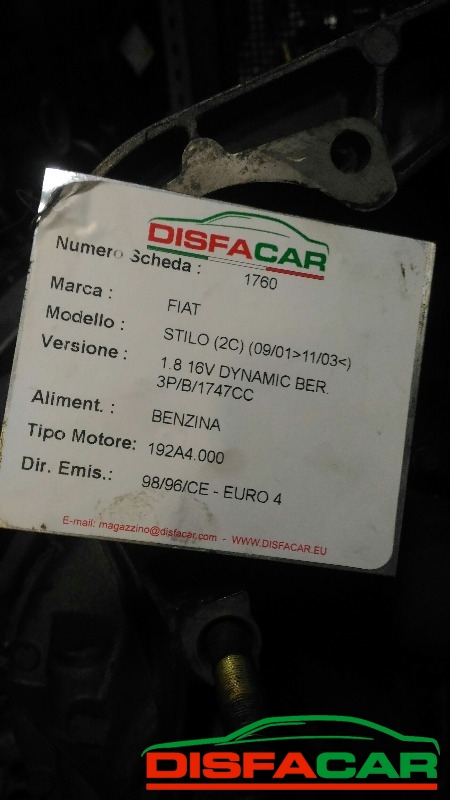 DISFACAR
Numero Scheda : 1760
Marca : FIAT
Modello : STILO (2C) (09/01>11/03<)
Versione : 1.8 16V DYNAMIC BER.
3P/B/1747CC
Aliment. : BENZINA
Tipo Motore: 192A4.000
Dir. Emis.: 98/96/CE - EURO 4
E-mail: magazzino@disfacar.com - WWW.DISFACAR.EU
DISFACAR